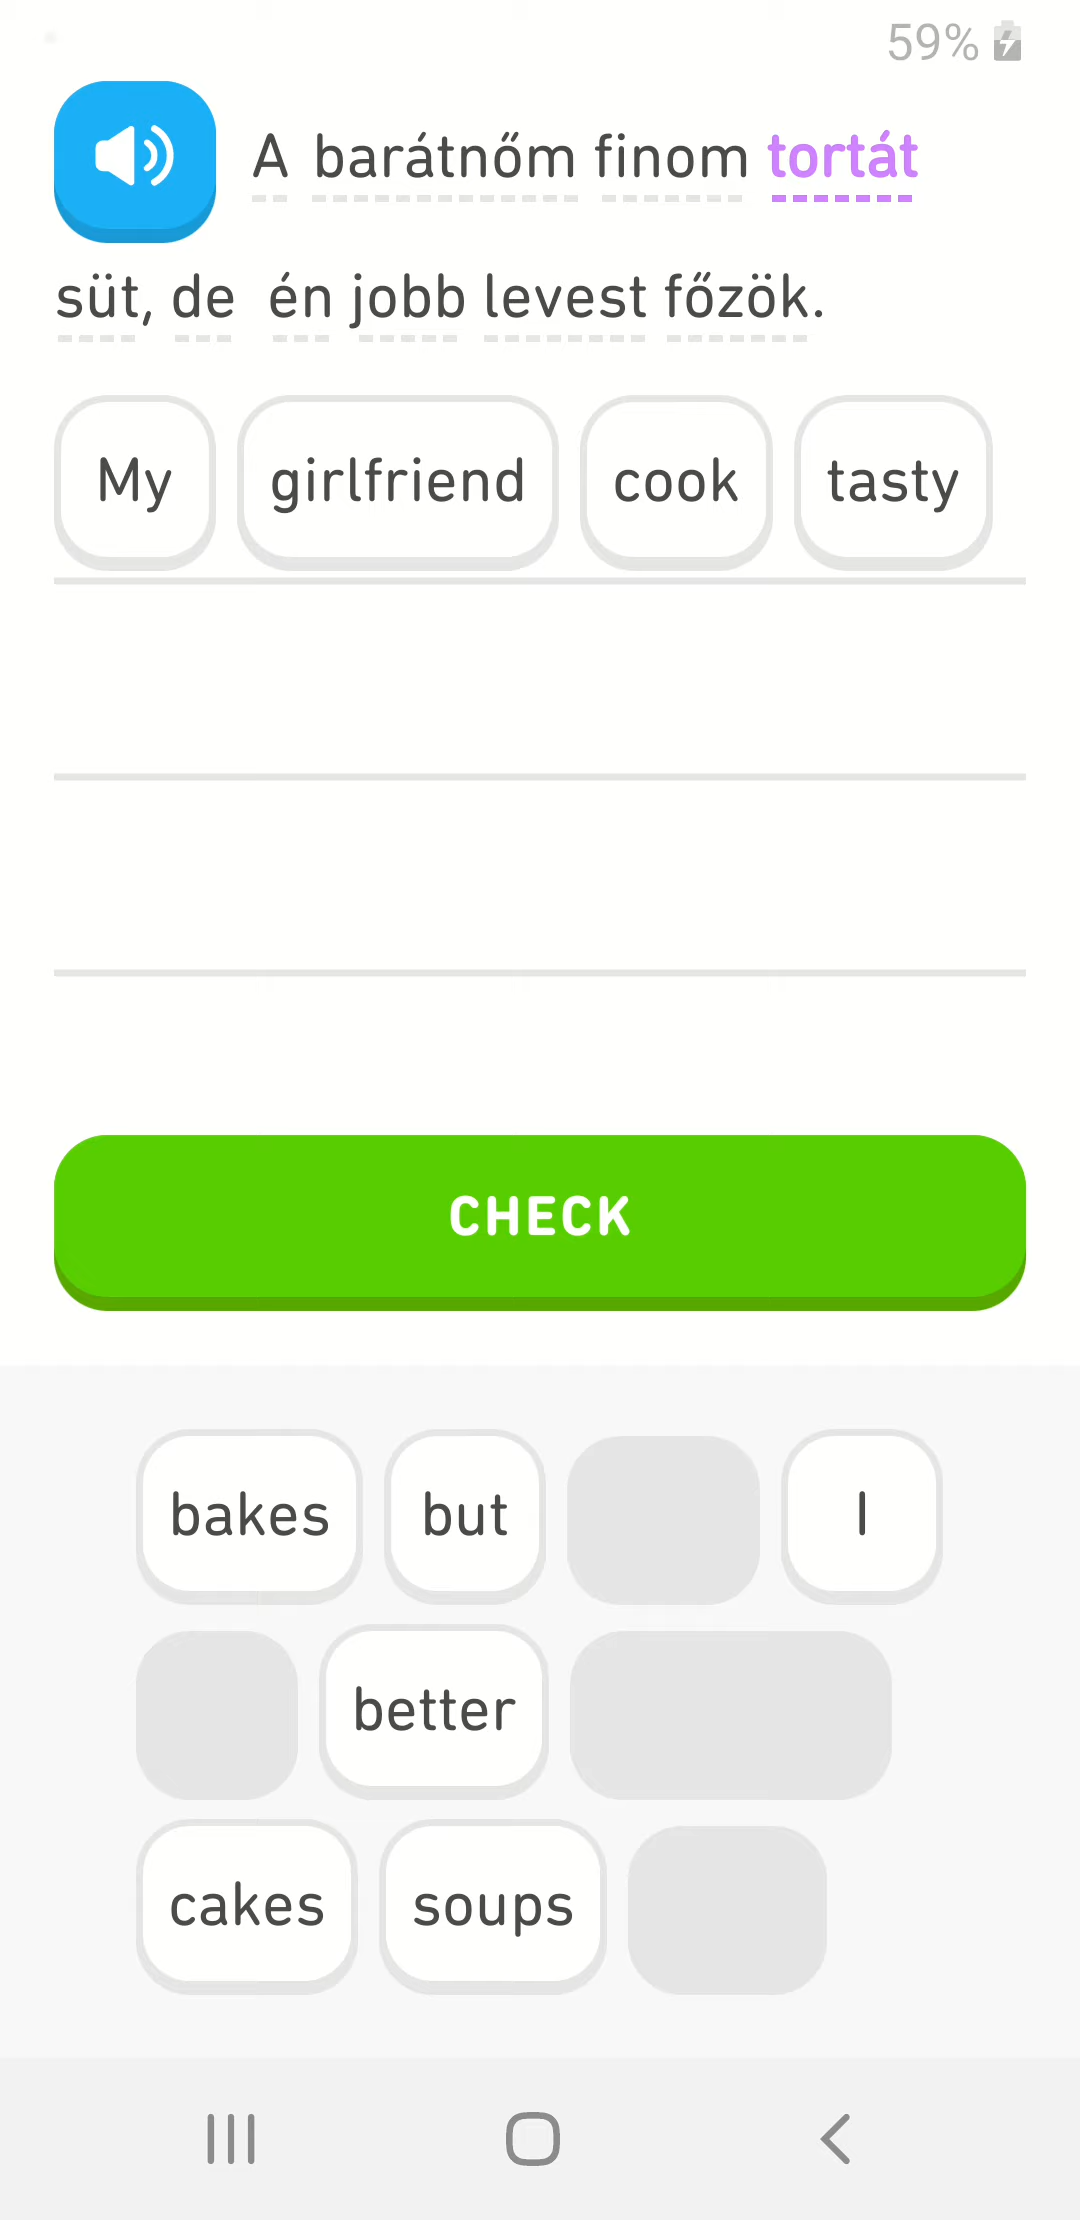 59%
A barátnőm finom tortát
süt, de én jobb levest főzök.
My girlfriend cook tasty
CHECK
bakes but I
better
cakes soups